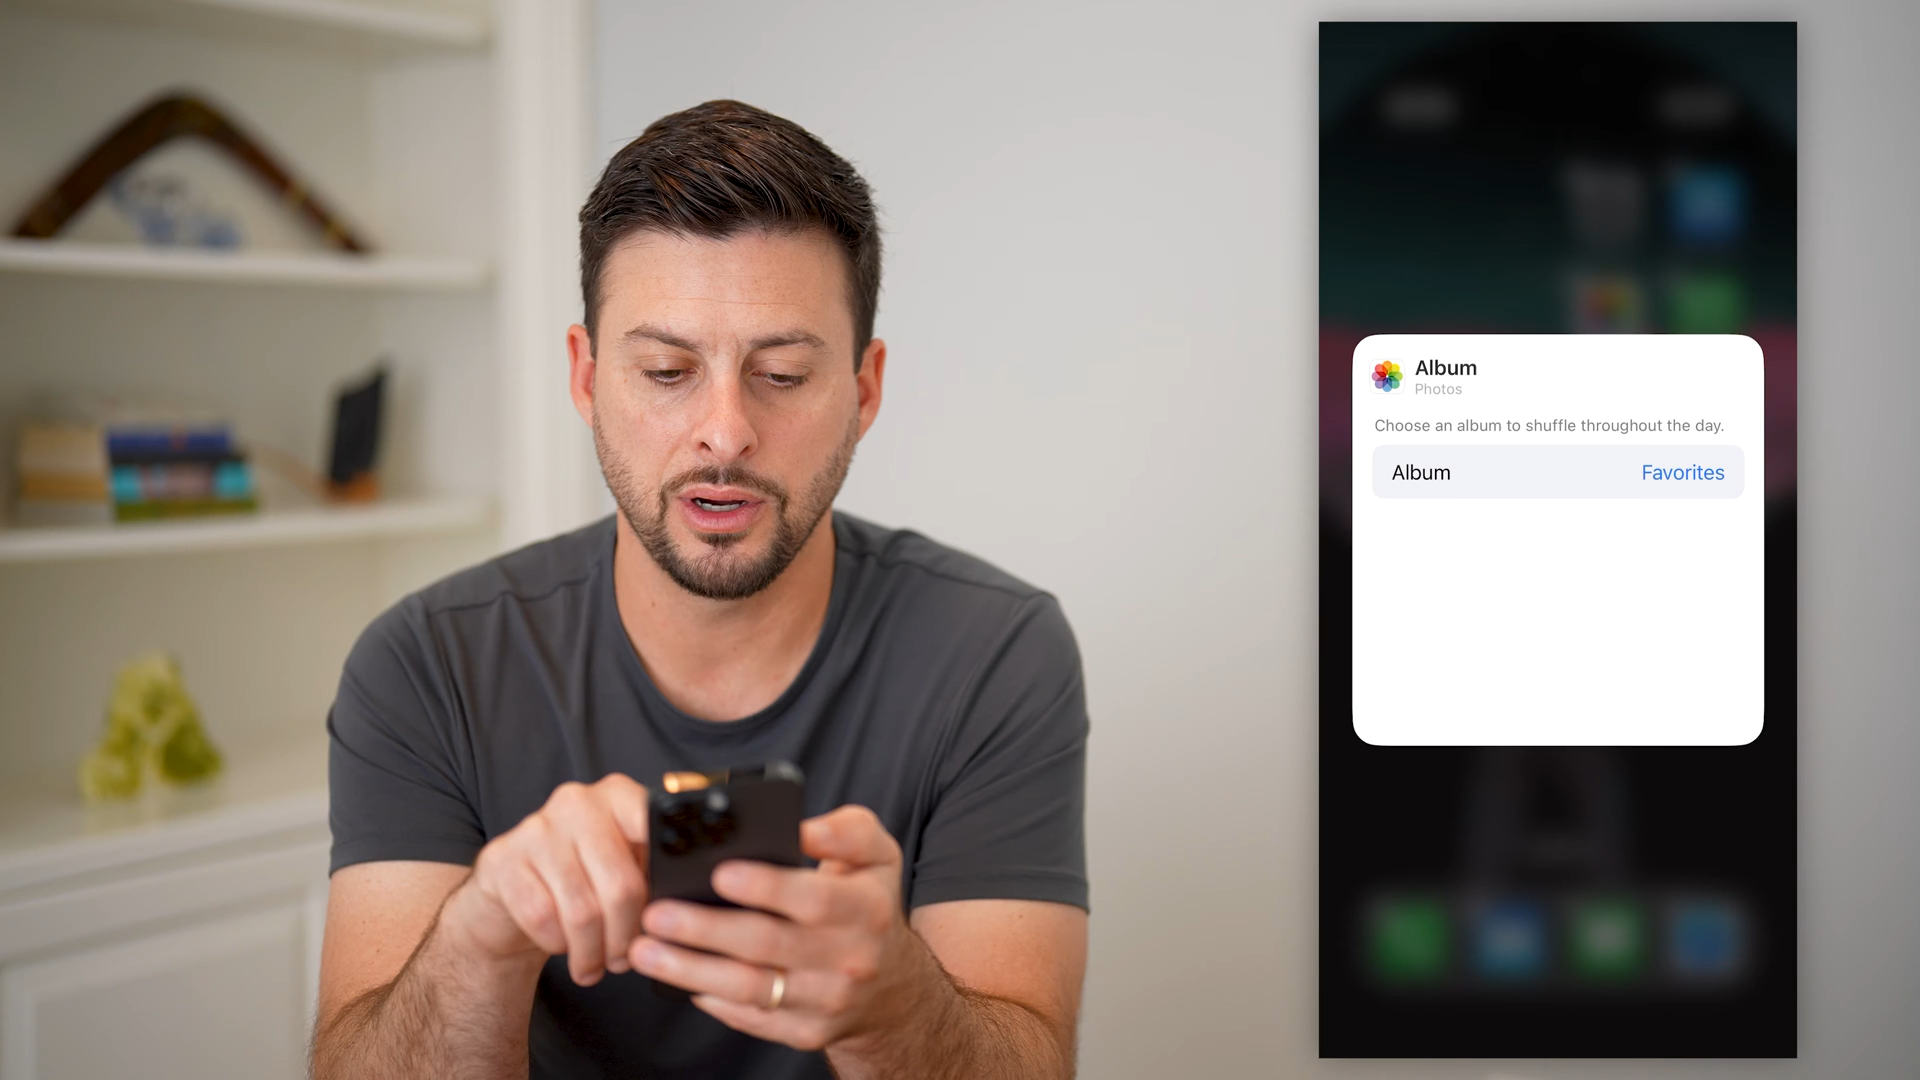 Album
Photos
Choose an album to shuffle throughout the day.
Album Favorites